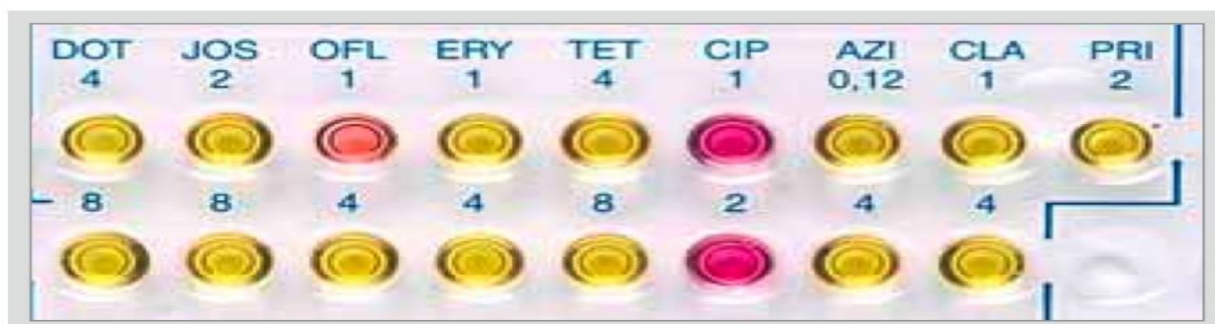 DOT JOS OFL ERY TET CIP AZI CLA PRI
4 2 1 1 4 1 0,12 1 2
8 8 4 4 8 2 4 4